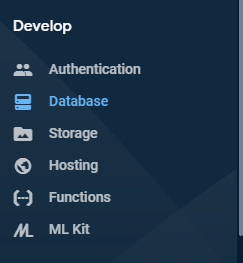 Develop
Authentication
Database
Storage
Hosting
Functions
ML Kit